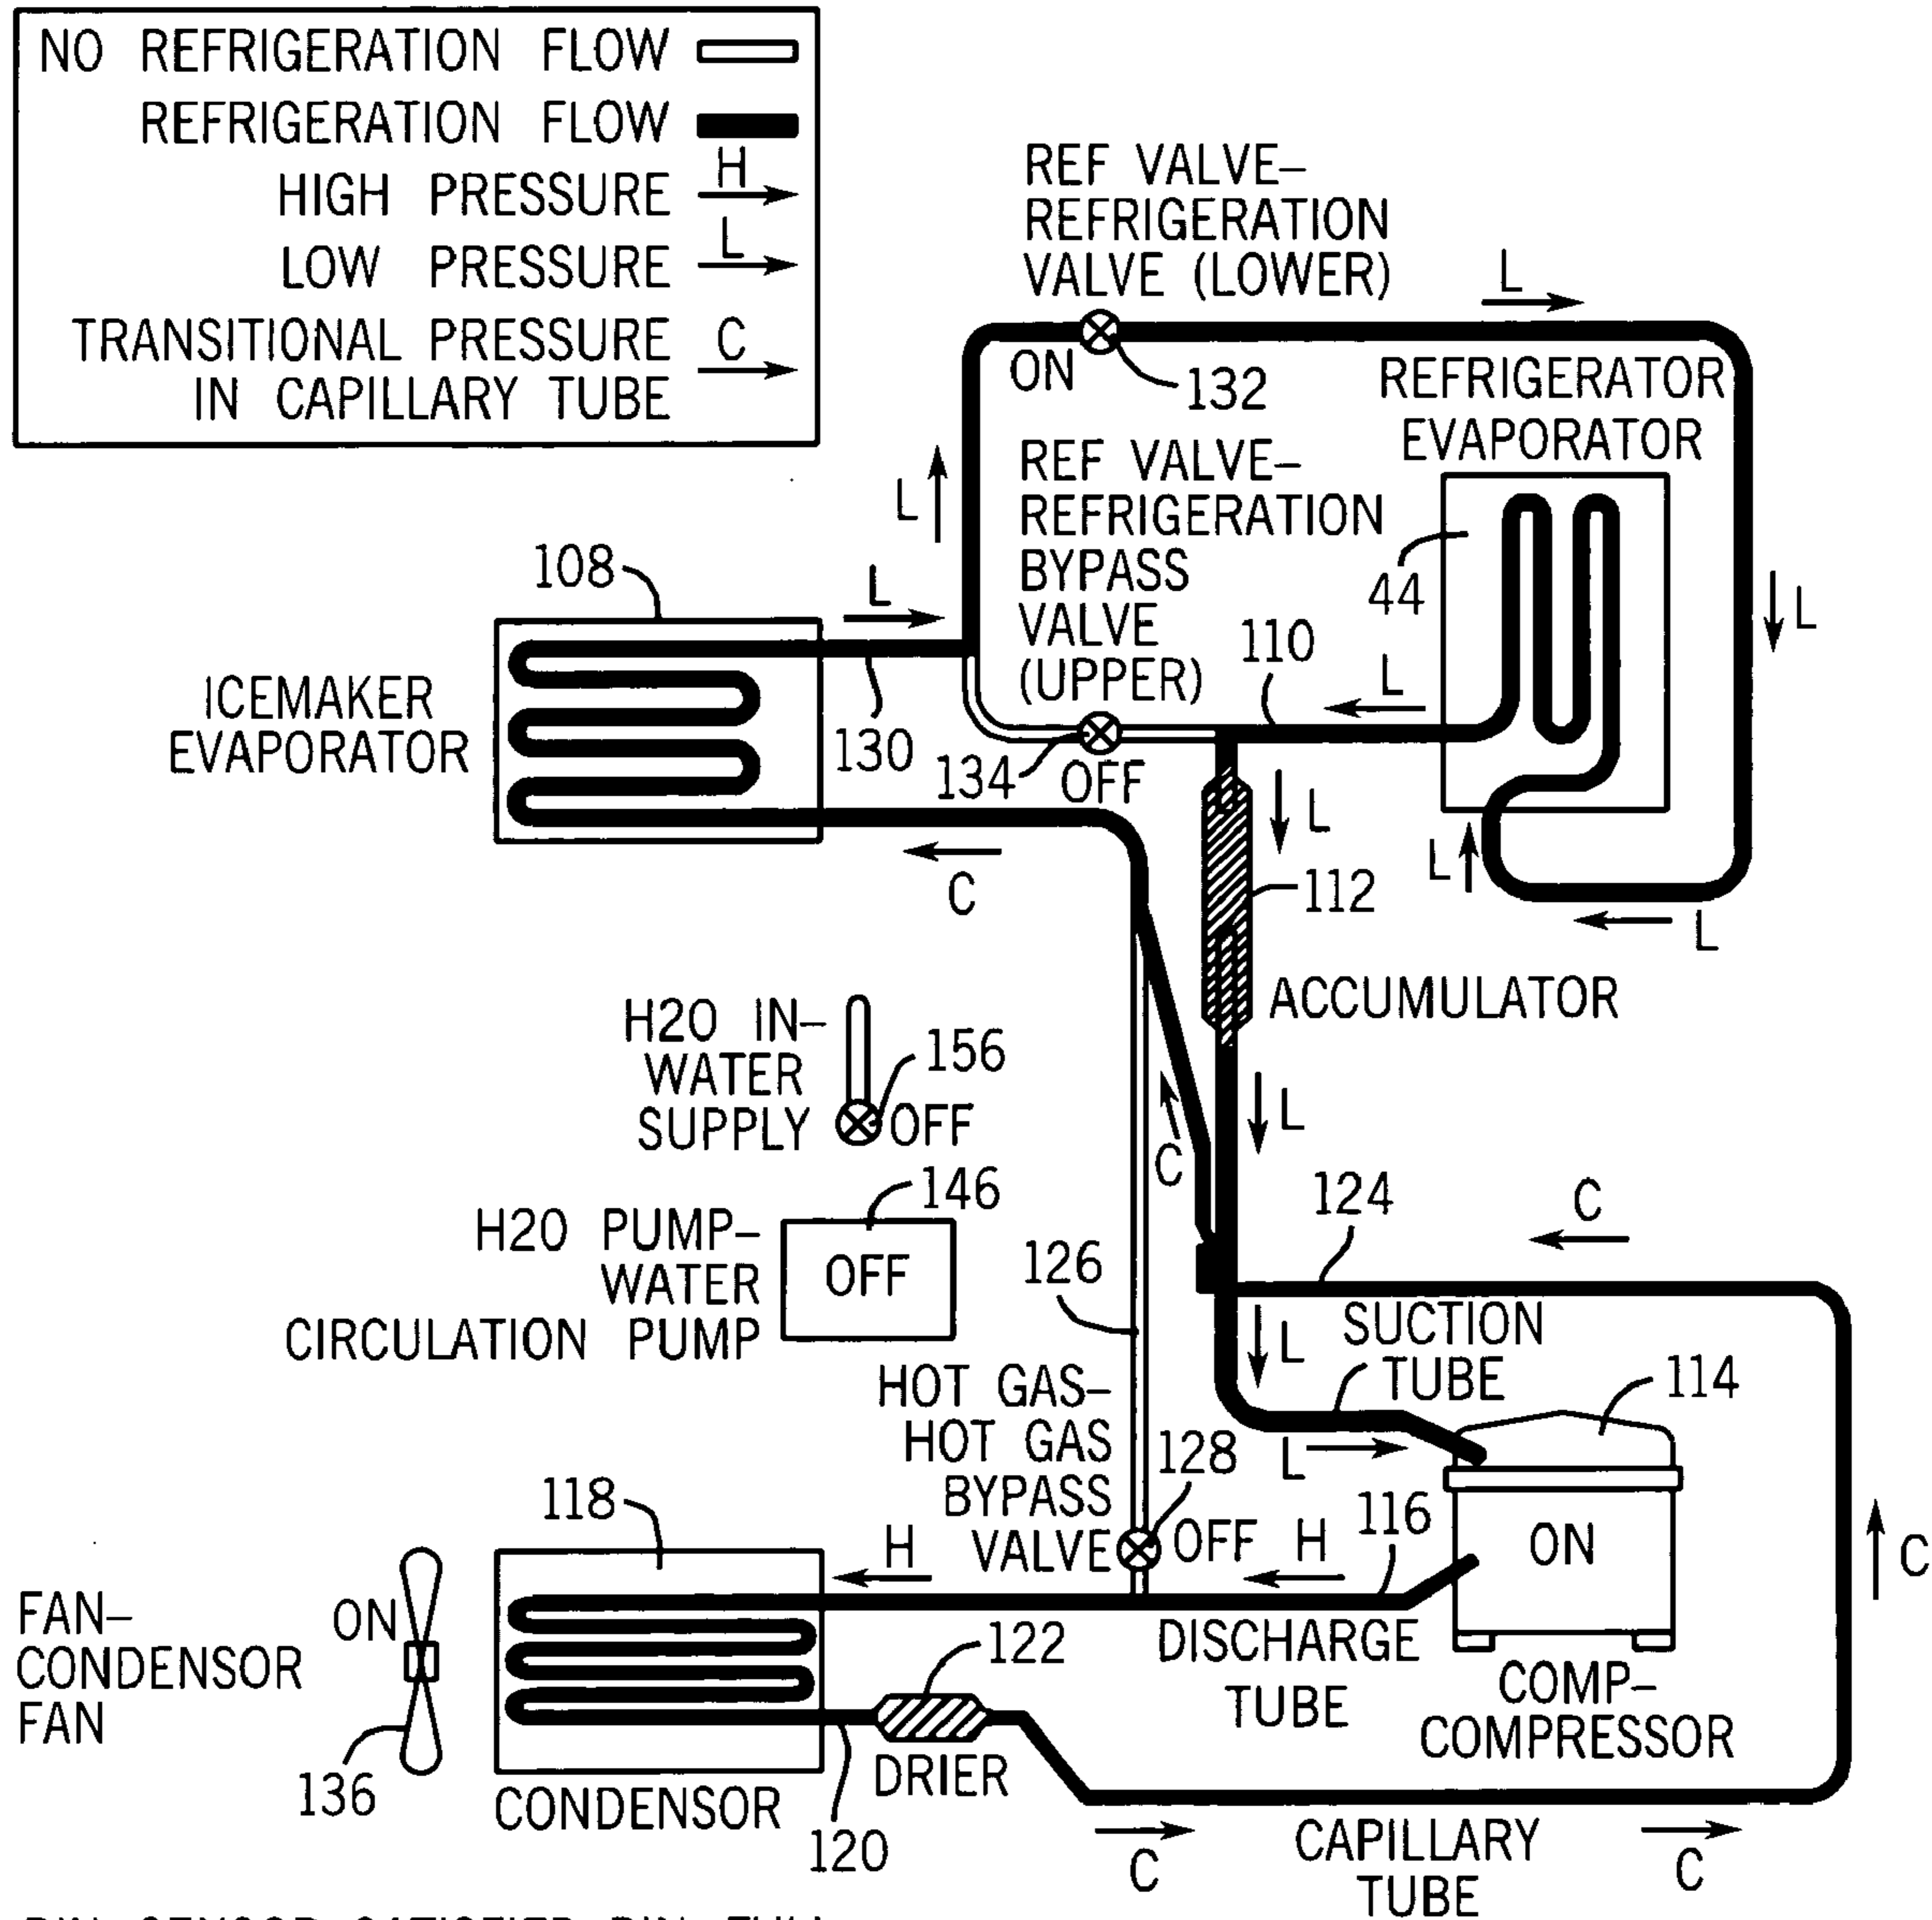 NO REFRIGERATION FLOW
REFRIGERATION FLOW
HIGH PRESSURE H
LOW PRESSURE L
TRANSITIONAL PRESSURE C
IN CAPILLARY TUBE
REF VALVE–
REFRIGERATION
VALVE (LOWER)
L
ON
132
REFRIGERATOR
EVAPORATOR
L
REF VALVE–
REFRIGERATION
BYPASS
VALVE
(UPPER)
44
108
L
110
L
L
ICEMAKER
EVAPORATOR
130
134
OFF
L
112
L
L
C
ACCUMULATOR
H20 IN–
WATER
SUPPLY
156
OFF
C
L
146
H20 PUMP–
WATER
CIRCULATION PUMP
OFF
126
124
C
L
SUCTION
TUBE
114
HOT GAS–
HOT GAS
BYPASS
VALVE
128
OFF
L
118
H
H
116
ON
C
FAN–
CONDENSOR
FAN
ON
136
122
DISCHARGE
TUBE
COMP–
COMPRESSOR
DRIER
CONDENSOR
120
C
CAPILLARY
TUBE
C